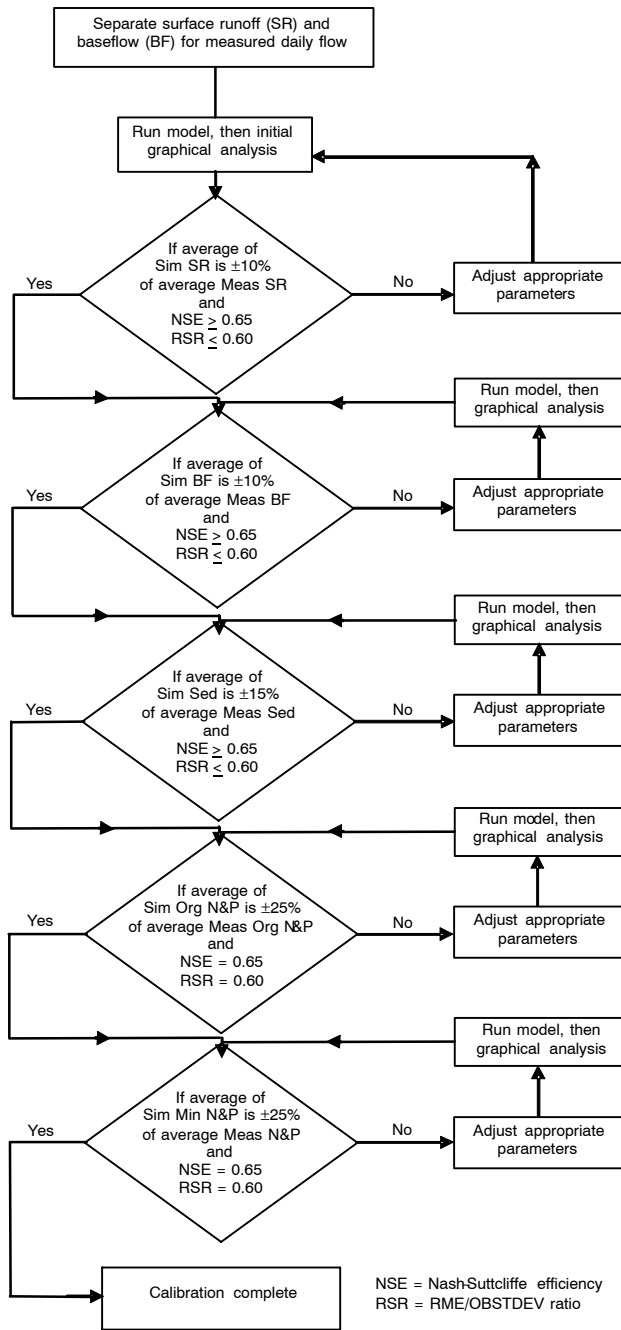 Separate surface runoff (SR) and
baseflow (BF) for measured daily flow
Run model, then initial
graphical analysis
If average of
Sim SR is ±10%
of average Meas SR
and
NSE ≥ 0.65
RSR ≤ 0.60
Yes
No
Adjust appropriate
parameters
Run model, then
graphical analysis
If average of
Sim BF is ±10%
of average Meas BF
and
NSE ≥ 0.65
RSR ≤ 0.60
Yes
No
Adjust appropriate
parameters
Run model, then
graphical analysis
If average of
Sim Sed is ±15%
of average Meas Sed
and
NSE ≥ 0.65
RSR ≤ 0.60
Yes
No
Adjust appropriate
parameters
Run model, then
graphical analysis
If average of
Sim Org N&P is ±25%
of average Meas Org N&P
and
NSE = 0.65
RSR = 0.60
Yes
No
Adjust appropriate
parameters
Run model, then
graphical analysis
If average of
Sim Min N&P is ±25%
of average Meas N&P
and
NSE = 0.65
RSR = 0.60
Yes
No
Adjust appropriate
parameters
Calibration complete
NSE = Nash-Suttcliffe efficiency
RSR = RME/OBSTDEV ratio